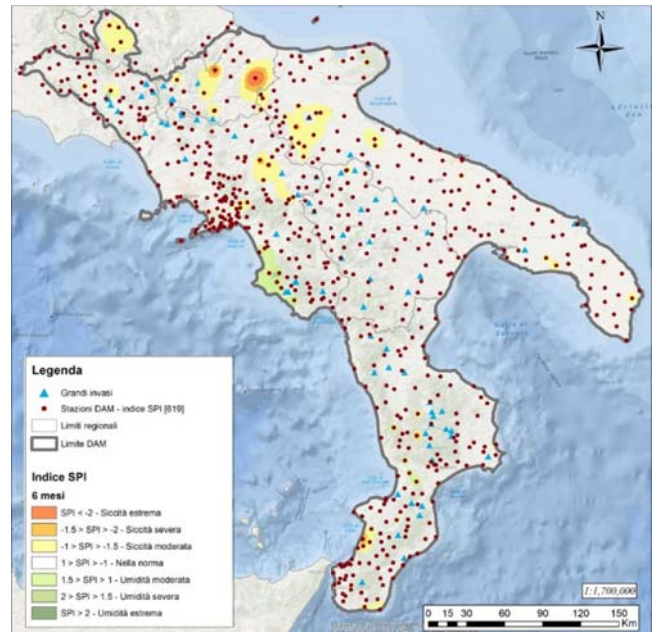 N
Legenda
Grandi invasi
Stazioni DAM - indice SPI [619]
Limiti regionali
Limite DAM
Indice SPI
6 mesi
SPI < -2 - Siccità estrema
-1.5 > SPI > -2 - Siccità severa
-1 > SPI > -1.5 - Siccità moderata
1 > SPI > -1 - Nella norma
1.5 > SPI > 1 - Umidità moderata
2 > SPI > 1.5 - Umidità severa
SPI > 2 - Umidità estrema
1:1,700,000
0 15 30 60 90 120 150
Km